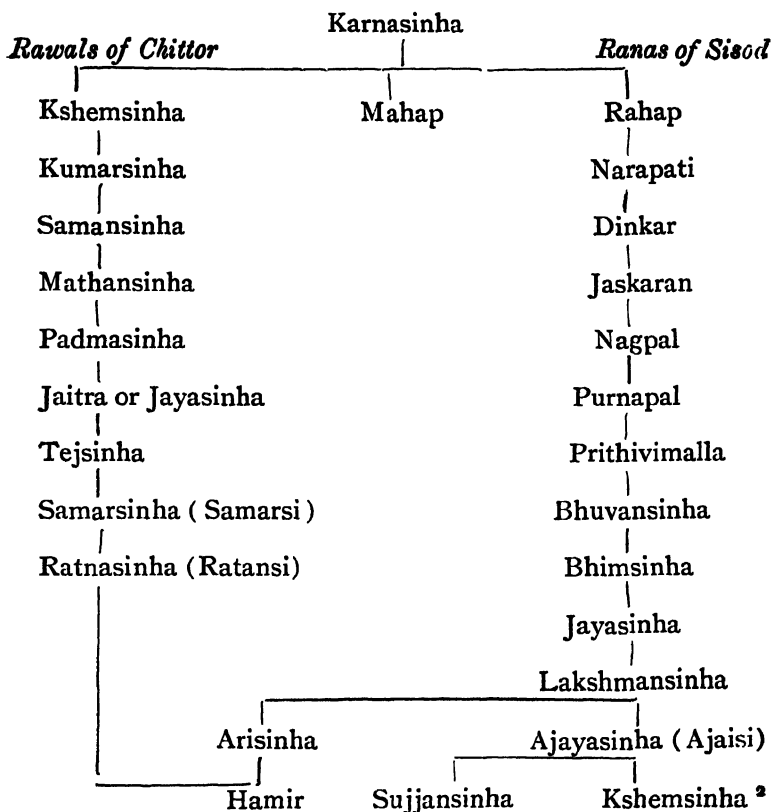 Karnasinha
Rawals of Chittor Ranas of Sisod
Kshemsinha Mahap Rahap
Kumarsinha Narapati
Samansinha Dinkar
Mathansinha Jaskaran
Padmasinha Nagpal
Jaitra or Jayasinha Purnapal
Tejsinha Prithivimalla
Samarsinha ( Samarsi ) Bhuvansinha
Ratnasinha (Ratansi) Bhimsinha
Jayasinha
Lakshmansinha
Arisinha Ajayasinha ( Ajaisi )
Hamir Sujjansinha Kshemsinha ²